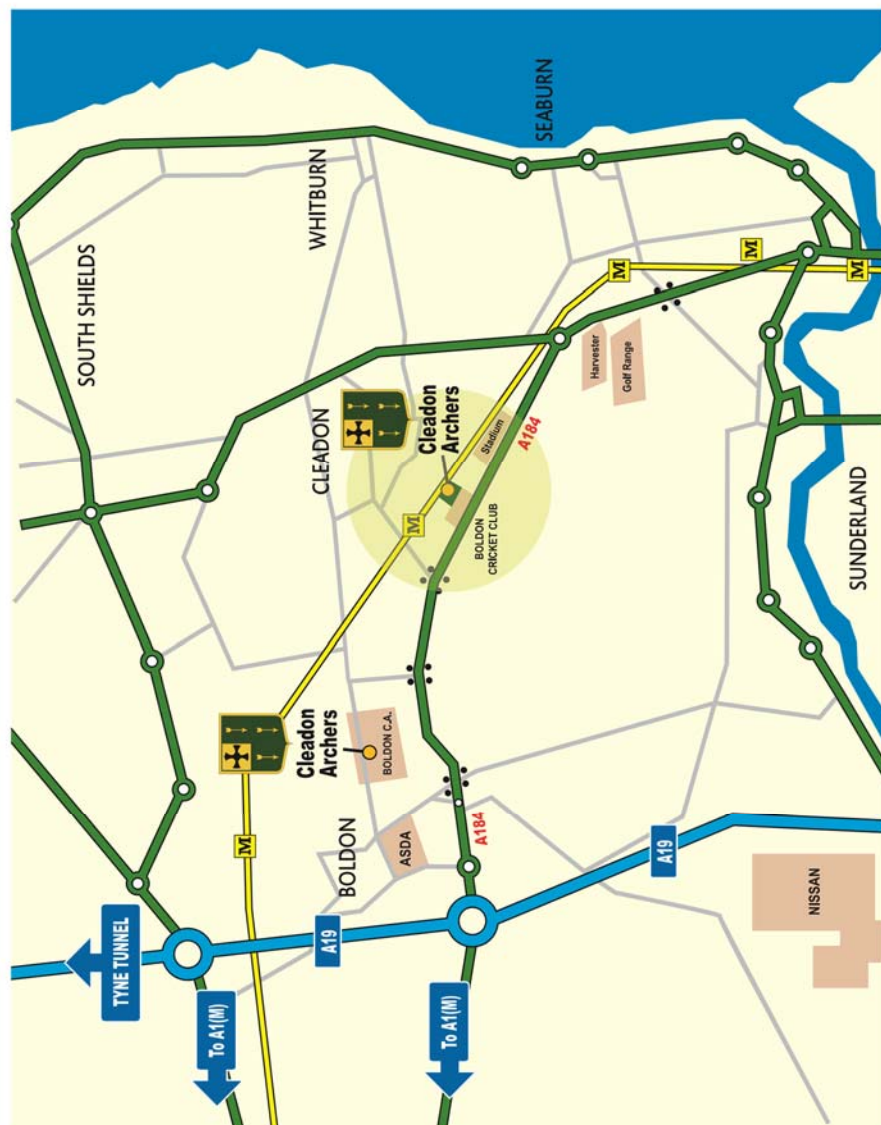 SEABURN
WHITBURN
SOUTH SHIELDS
M
M
M
CLEADON
Cleadon
Archers
Stadium
A184
Harvester
Golf Range
M
BOLDON
CRICKET CLUB
SUNDERLAND
Cleadon
Archers
BOLDON C.A.
M
BOLDON
ASDA
A184
A19
A19
NISSAN
TYNE TUNNEL
To A1(M)
To A1(M)